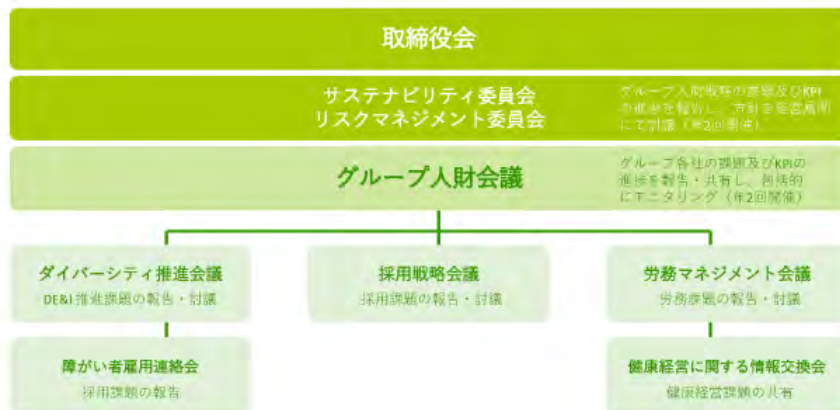 取締役会
サステナビリティ委員会
リスクマネジメント委員会
グループ人財戦略の課題及びKPI
の進捗を報告し、方針を経営層所
にて討議（年2回開催）
グループ人財会議
グループ各社の課題及びKPIの
進捗を報告・共有し、包括的
にモニタリング（年2回開催）
ダイバーシティ推進会議
DE&I 推進課題の報告・討議
採用戦略会議
採用課題の報告・討議
労務マネジメント会議
労務課題の報告・討議
障がい者雇用連絡会
採用課題の報告
健康経営に関する情報交換会
健康経営課題の共有